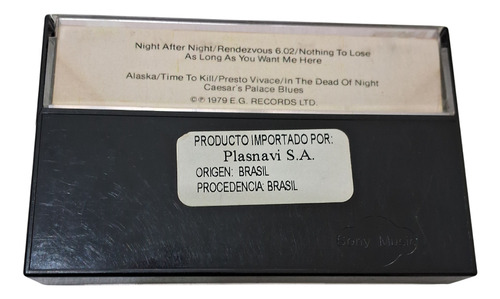 Night After Night/Rendezvous 6.02/Nothing To Lose
As Long As You Want Me Here
Alaska/Time To Kill/Presto Vivace/In The Dead Of Night
Caesar's Palace Blues
©℗ 1979 E.G. RECORDS LTD.
PRODUCTO IMPORTADO POR:
Plasnavi S.A.
ORIGEN: BRASIL
PROCEDENCIA: BRASIL
Sony Music